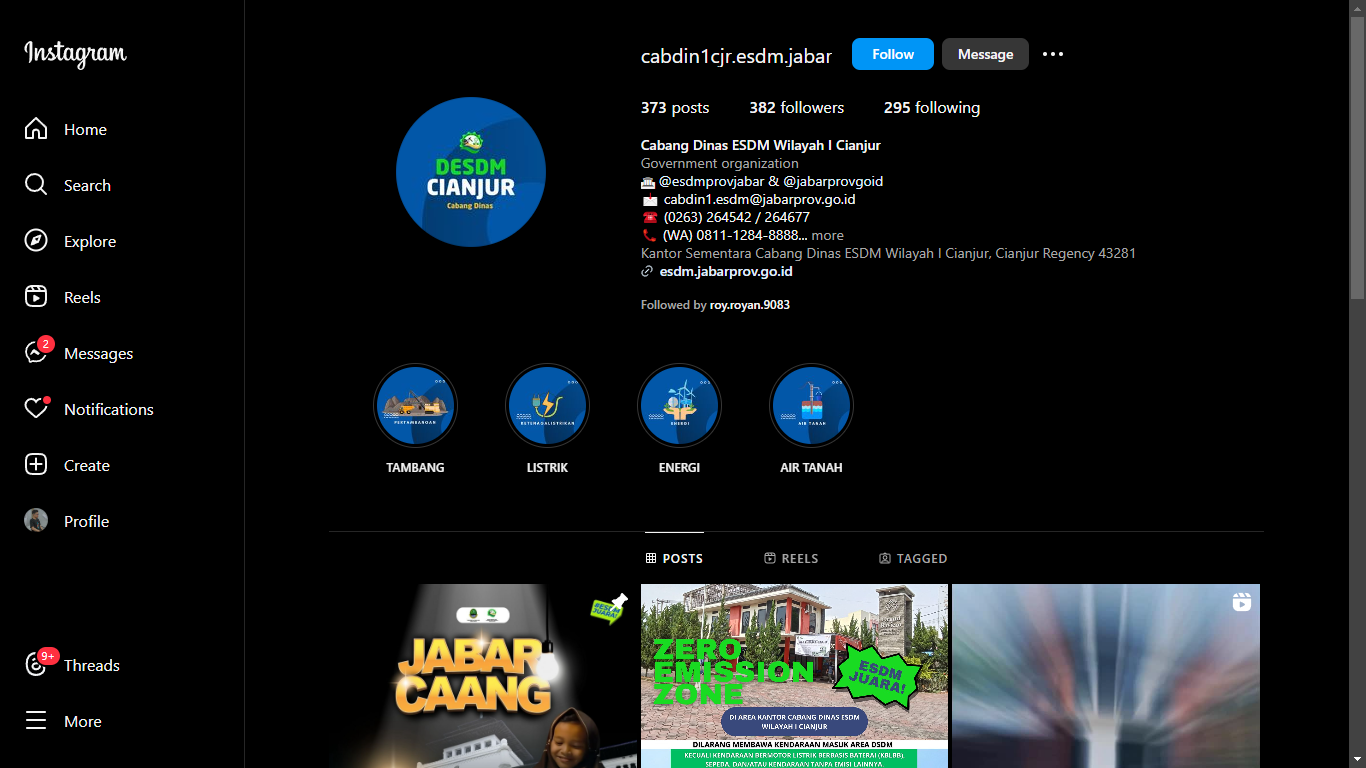 Instagram
Home
Search
Explore
Reels
2
Messages
Notifications
Create
Profile
9+
Threads
More
cabdin1cjr.esdm.jabar
Follow
Message
373 posts
382 followers
295 following
Cabang Dinas ESDM Wilayah I Cianjur
Government organization
@esdmprovjabar & @jabarprovgoid
cabdin1.esdm@jabarprov.go.id
(0263) 264542 / 264677
(WA) 0811-1284-8888... more
Kantor Sementara Cabang Dinas ESDM Wilayah I Cianjur, Cianjur Regency 43281
esdm.jabarprov.go.id
Followed by roy.royan.9083
DESDM
CIANJUR
Cabang Dinas
PERTAMBANGAN
KETENAGALISTRIKAN
ENERGI
AIR TANAH
TAMBANG
LISTRIK
ENERGI
AIR TANAH
POSTS
REELS
TAGGED
ESDM
JUARA!
JABAR
CAANG
ZERO
EMISSION
ZONE
ESDM
JUARA!
DI AREA KANTOR CABANG DINAS ESDM
WILAYAH I CIANJUR
DILARANG MEMBAWA KENDARAAN MASUK AREA DSDM
KECUALI KENDARAAN BERMOTOR LISTRIK BERBASIS BATERAI (KBLBB),
SEPEDA, DAN/ATAU KENDARAAN TANPA EMISI LAINNYA.